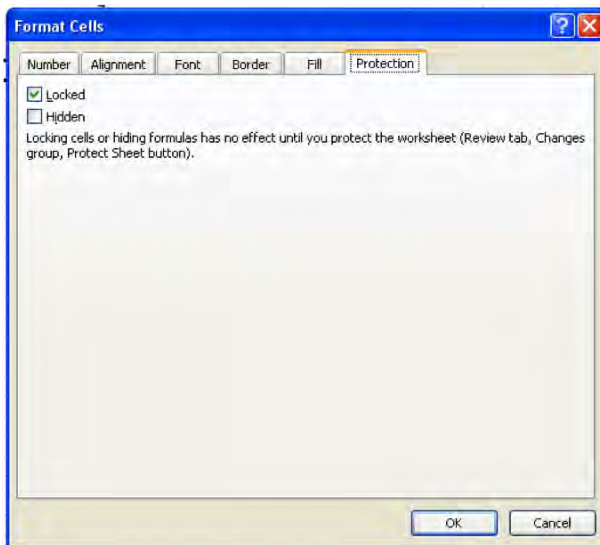 Format Cells
Number Alignment Font Border Fill Protection
Locked
Hidden
Locking cells or hiding formulas has no effect until you protect the worksheet (Review tab, Changes
group, Protect Sheet button).
OK Cancel